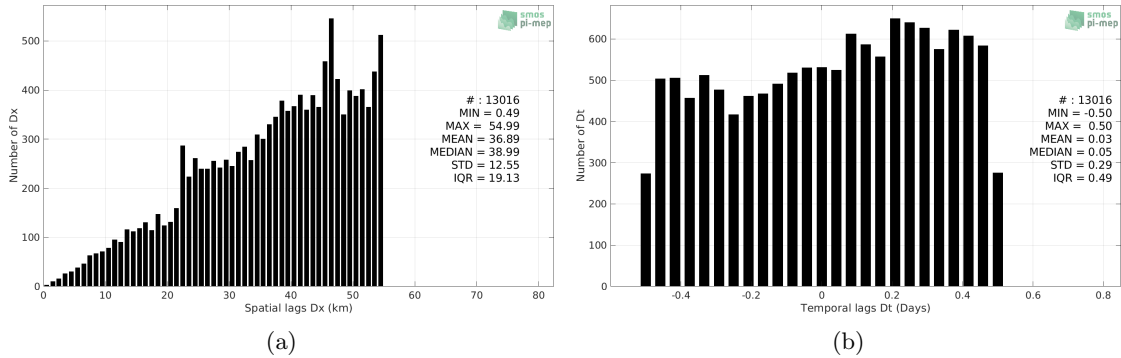 smos
pi-mep
Number of Dx
500
400
300
200
100
0
# : 13016
MIN = 0.49
MAX = 54.99
MEAN = 36.89
MEDIAN = 38.99
STD = 12.55
IQR = 19.13
0 10 20 30 40 50 60 70 80
Spatial lags Dx (km)
(a)
smos
pi-mep
Number of Dt
600
500
400
300
200
100
0
# : 13016
MIN = -0.50
MAX = 0.50
MEAN = 0.03
MEDIAN = 0.05
STD = 0.29
IQR = 0.49
-0.4 -0.2 0 0.2 0.4 0.6 0.8
Temporal lags Dt (Days)
(b)